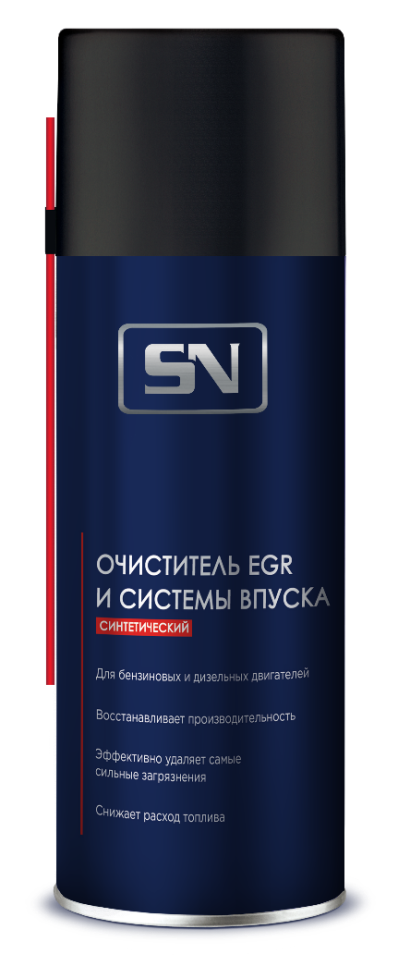 SN
ОЧИСТИТЕЛЬ EGR
И СИСТЕМЫ ВПУСКА
СИНТЕТИЧЕСКИЙ
Для бензиновых и дизельных двигателей
Восстанавливает производительность
Эффективно удаляет самые
сильные загрязнения
Снижает расход топлива